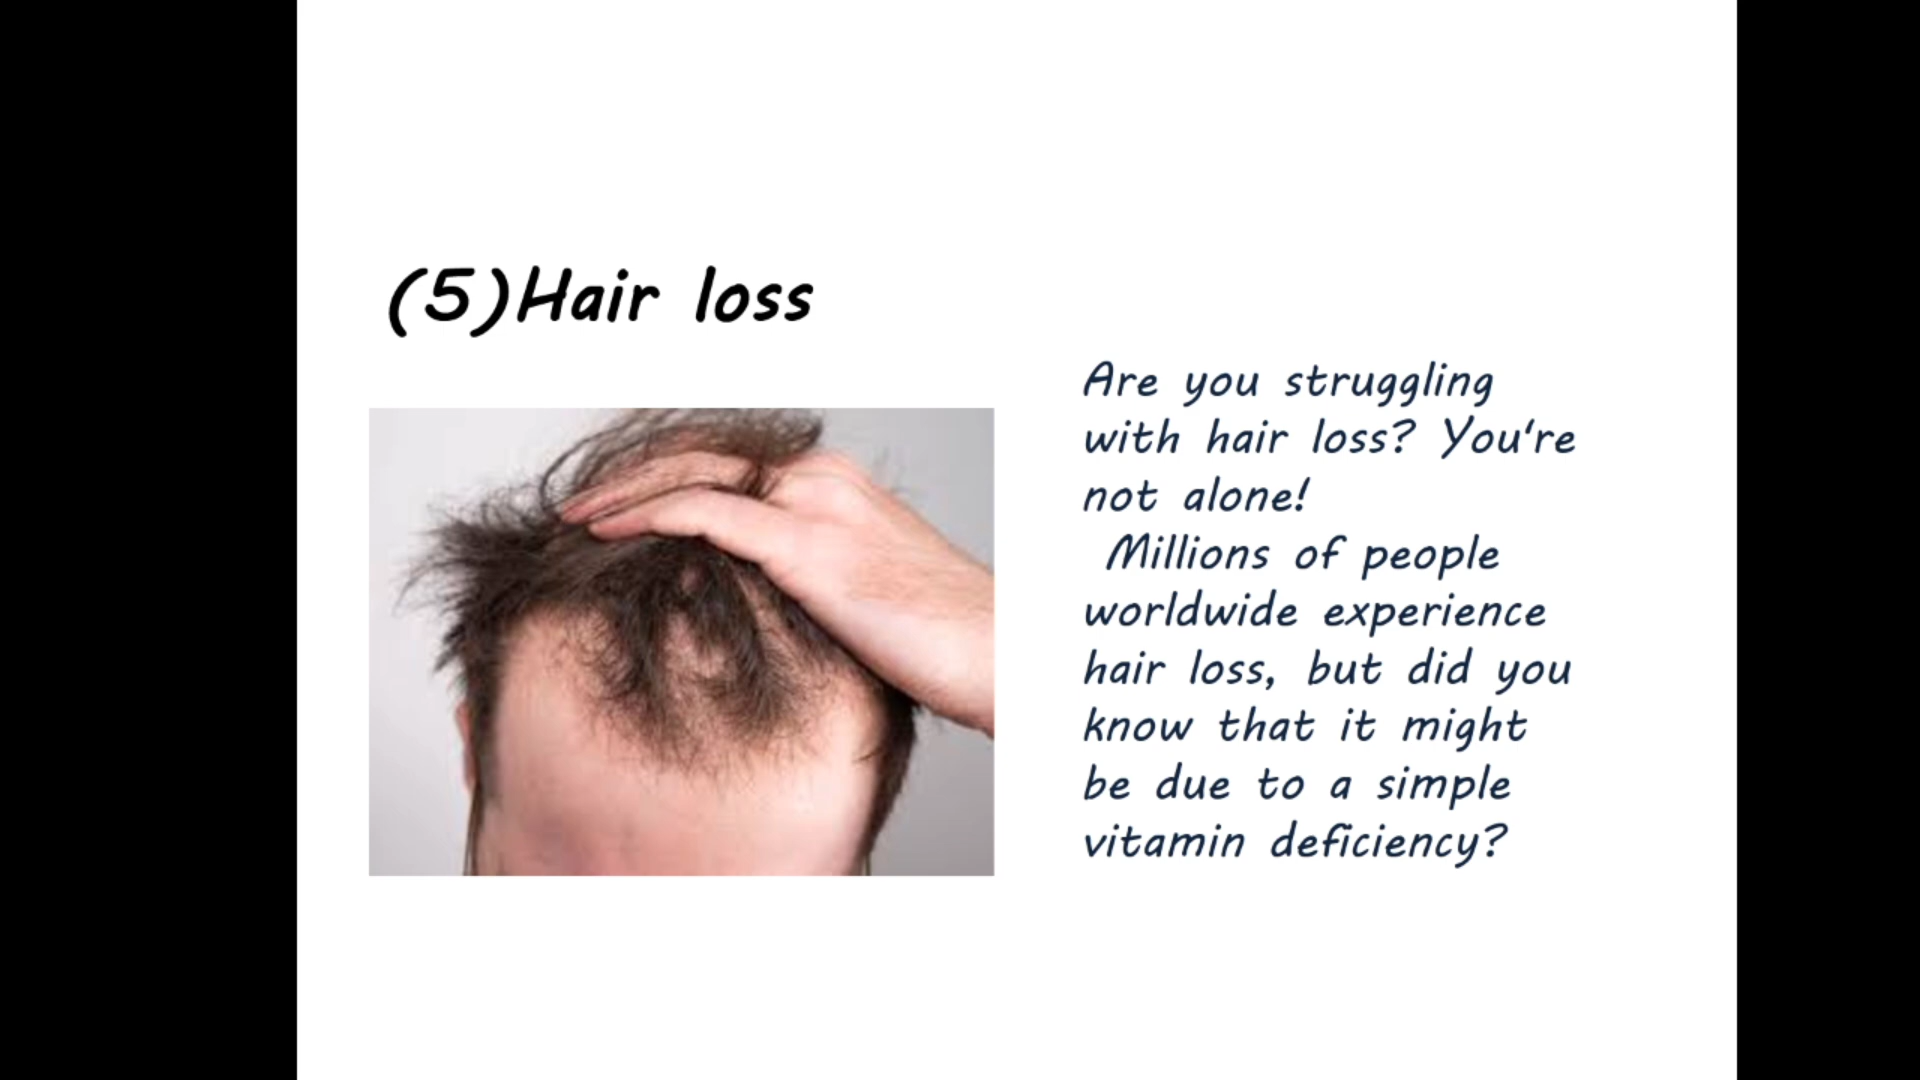 (5)Hair loss
Are you struggling
with hair loss? You're
not alone!
Millions of people
worldwide experience
hair loss, but did you
know that it might
be due to a simple
vitamin deficiency?